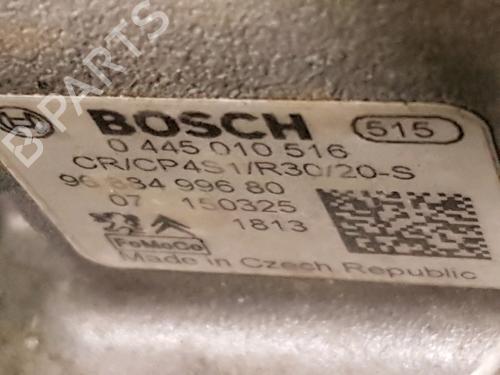 BOSCH 515
0 445 010 516
CR/CP4S1/R30/20-S
96 834 996 80
07 150325
1813
FoMoCo
Made in Czech Republic
B-PARTS